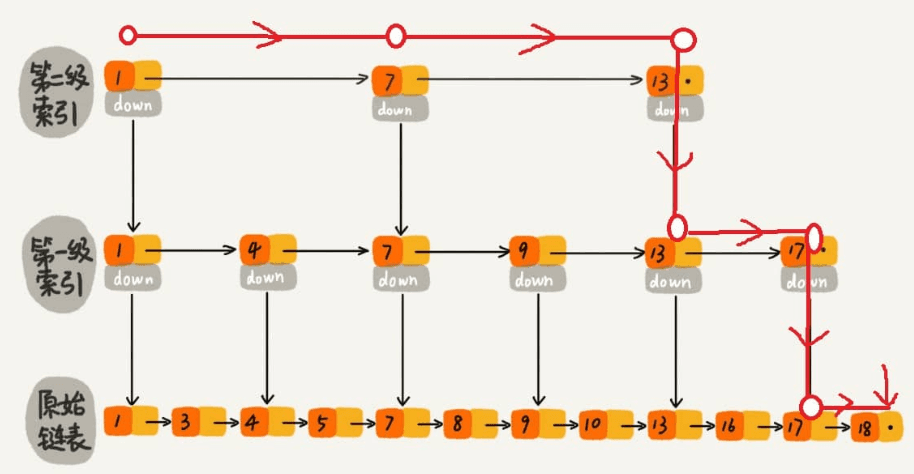 第二级
索引
1 7 13
down down down
第一级
索引
1 4 7 9 13 17
down down down down down down
原始
链表
1 3 4 5 7 8 9 10 13 16 17 18